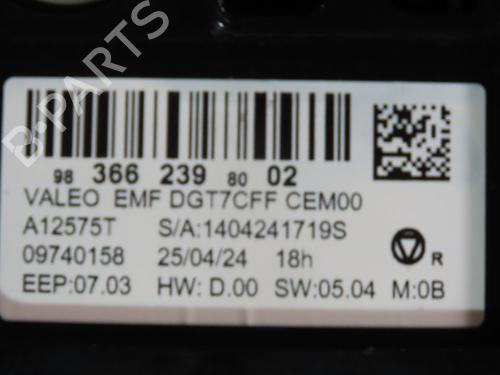 98 366 239 80 02
VALEO EMF DGT7CFF CEM00
A12575T S/A:1404241719S
09740158 25/04/24 18h
R
EEP:07.03 HW: D.00 SW:05.04 M:0B
B-PARTS